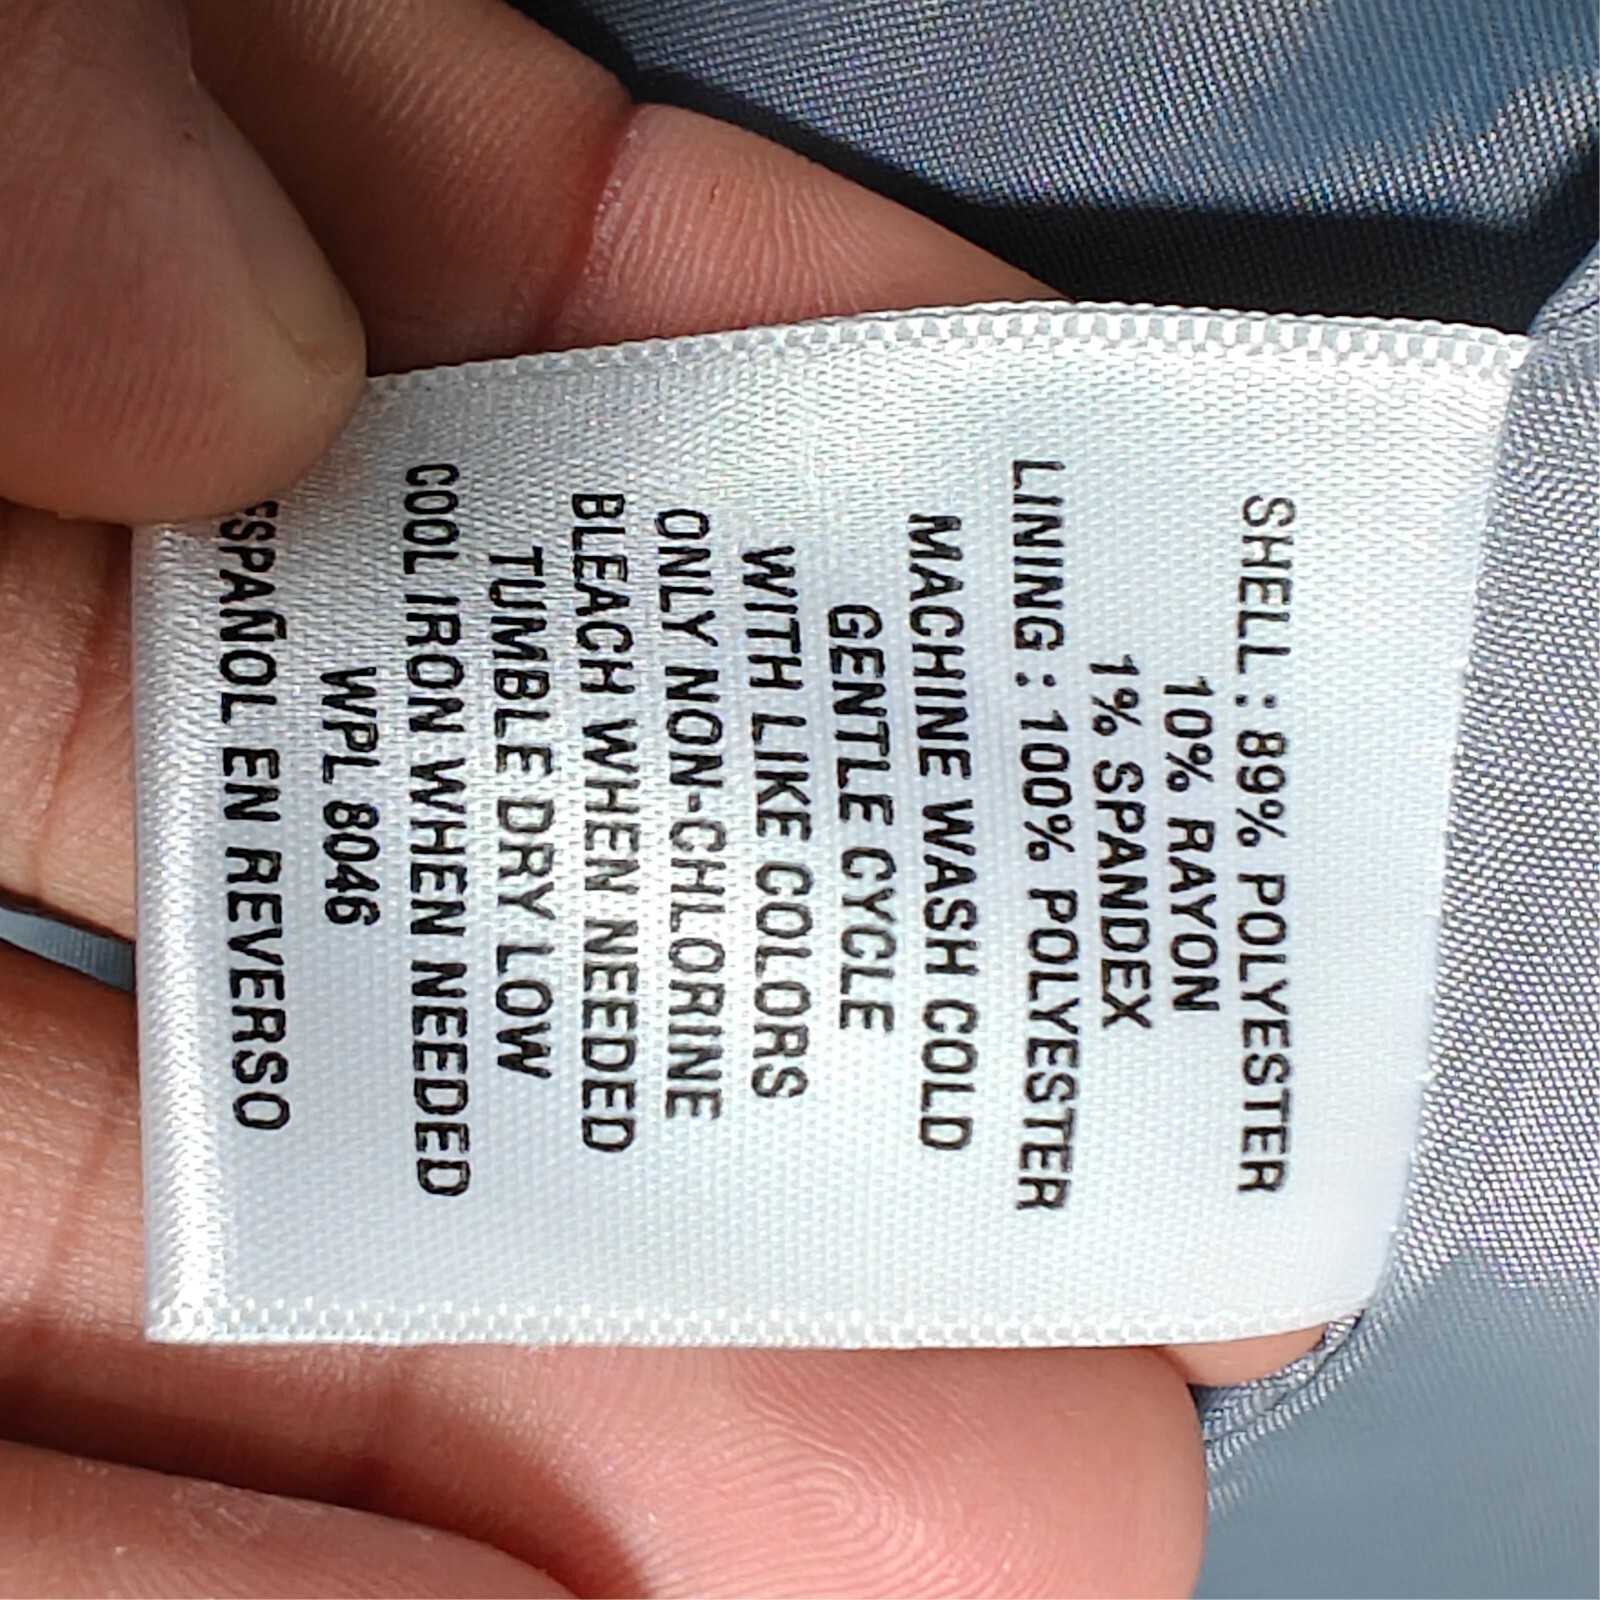 SHELL : 89% POLYESTER
10% RAYON
1% SPANDEX
LINING : 100% POLYESTER
MACHINE WASH COLD
GENTLE CYCLE
WITH LIKE COLORS
ONLY NON-CHLORINE
BLEACH WHEN NEEDED
TUMBLE DRY LOW
COOL IRON WHEN NEEDED
WPL 8046
ESPAÑOL EN REVERSO